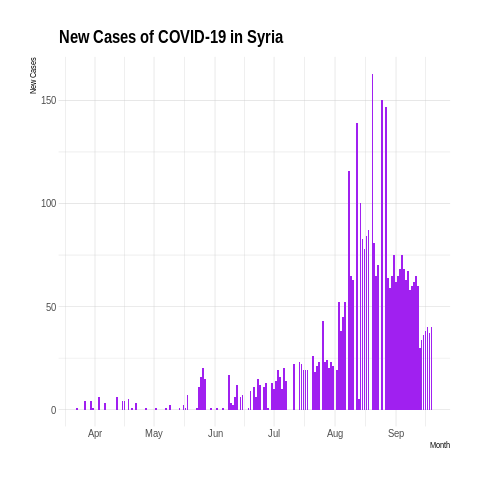 New Cases of COVID-19 in Syria
New Cases
150
100
50
0
Apr May Jun Jul Aug Sep
Month